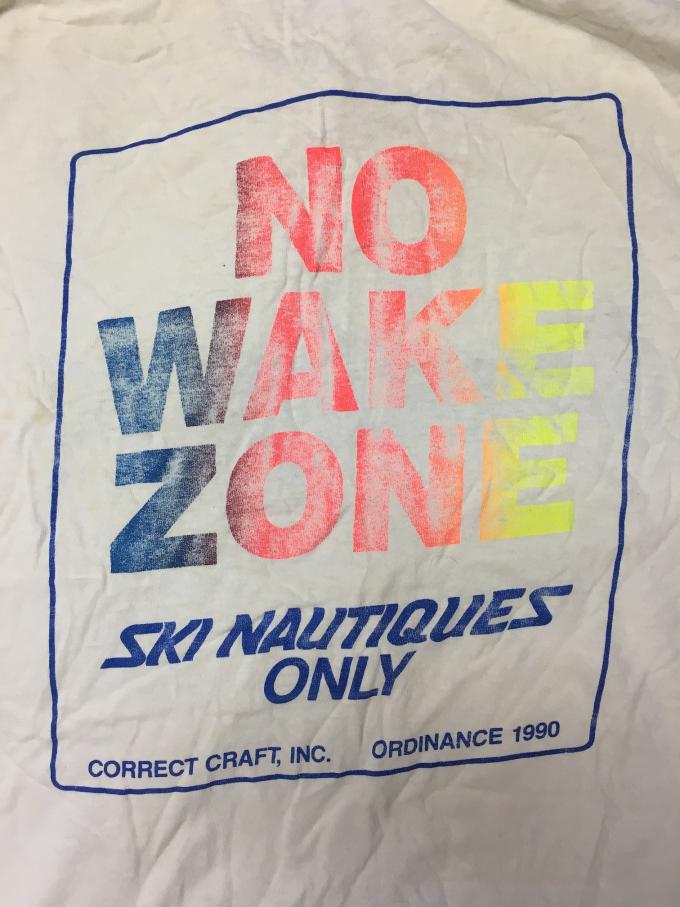 NO
WAKE
ZONE
SKI NAUTIQUES
ONLY
CORRECT CRAFT, INC. ORDINANCE 1990